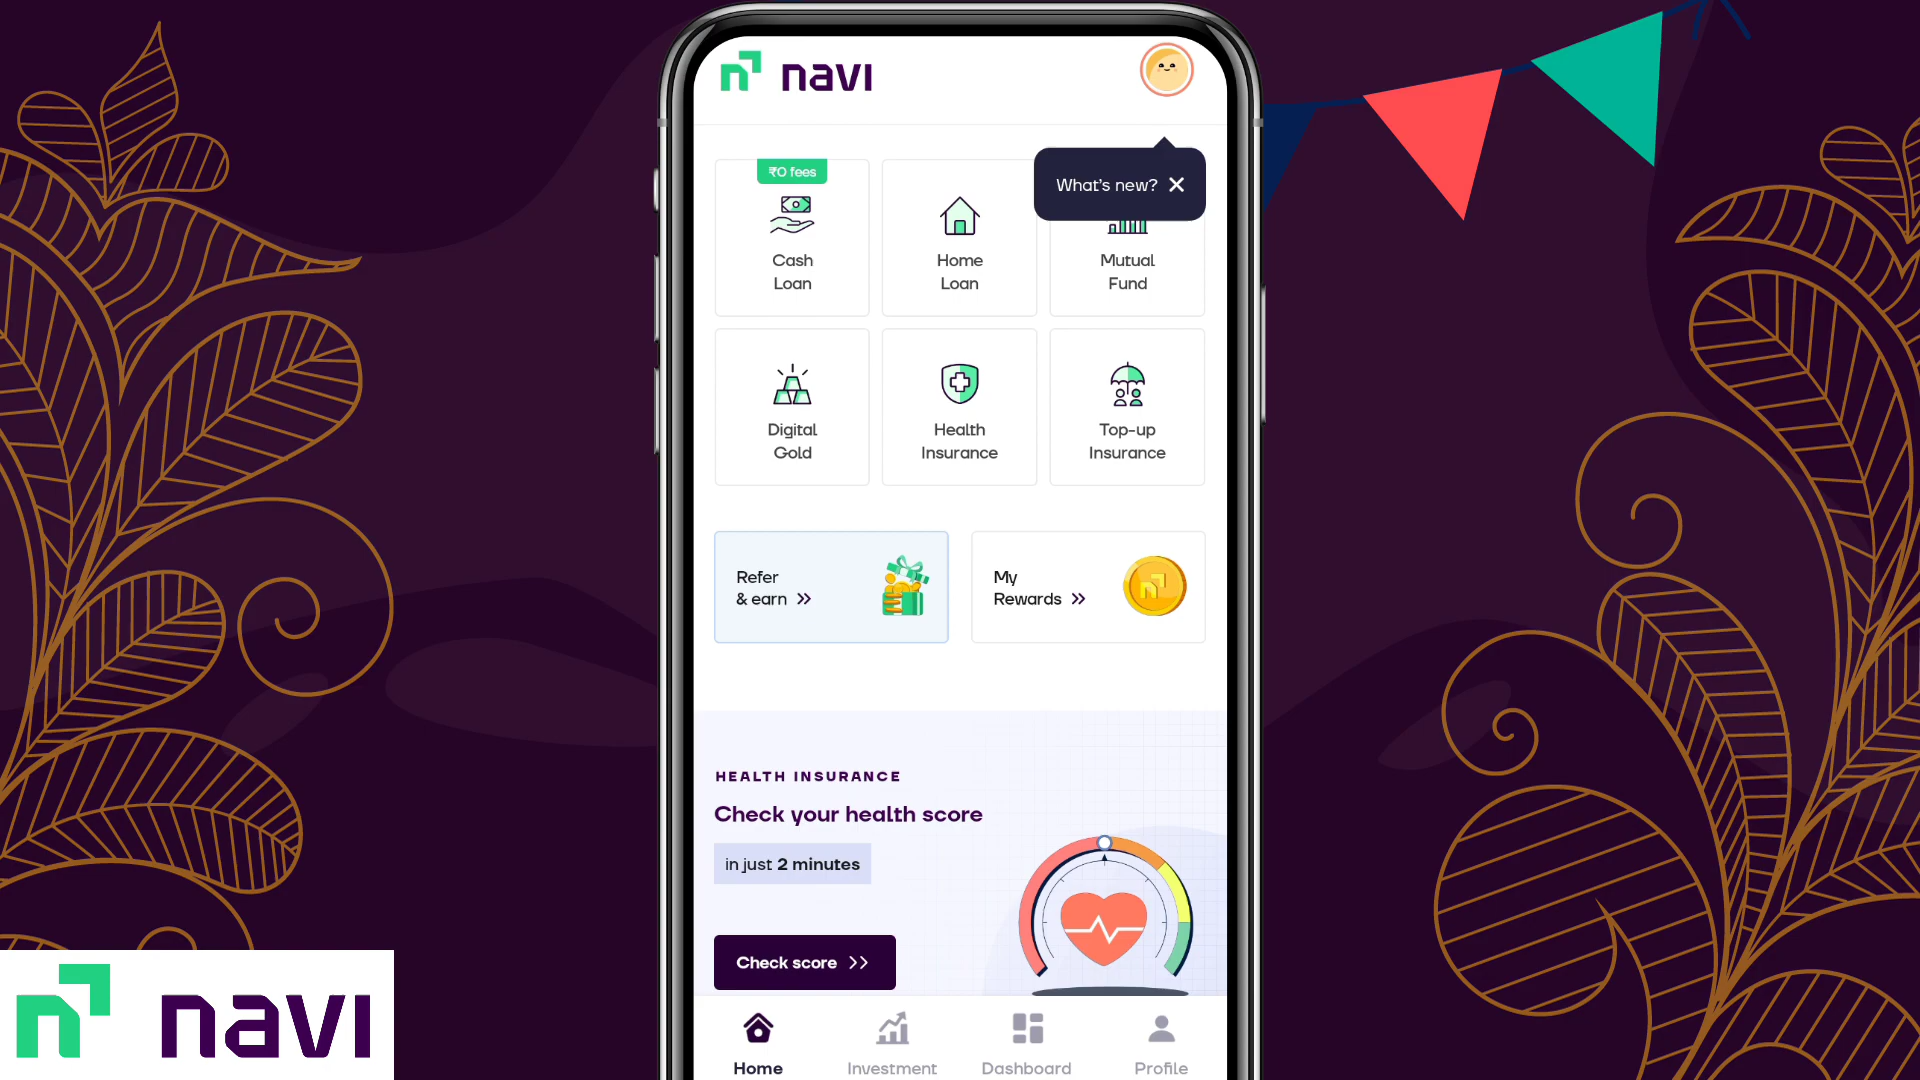 navi
What's new?
₹0 fees
Cash
Loan
Home
Loan
Mutual
Fund
Digital
Gold
Health
Insurance
Top-up
Insurance
Refer
& earn
My
Rewards
HEALTH INSURANCE
Check your health score
in just 2 minutes
Check score
Home
Investment
Dashboard
Profile
navi